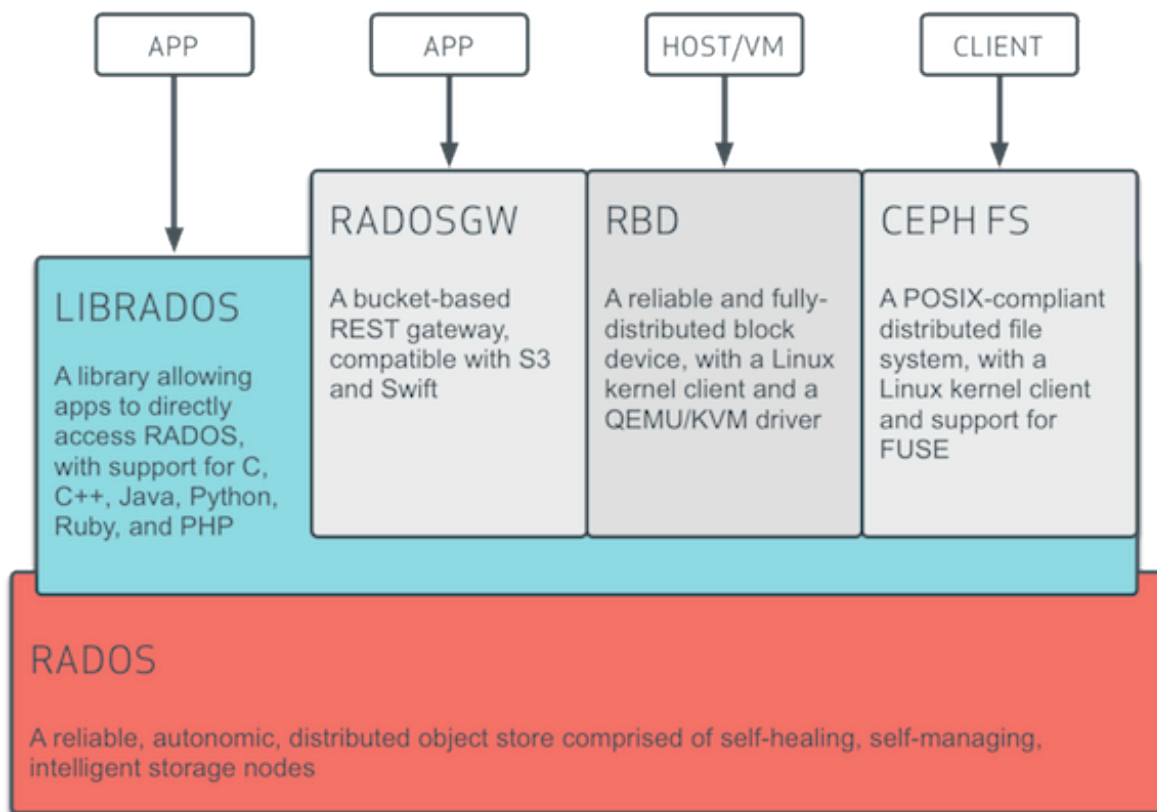 APP
APP
HOST/VM
CLIENT
LIBRADOS
A library allowing
apps to directly
access RADOS,
with support for C,
C++, Java, Python,
Ruby, and PHP
RADOSGW
A bucket-based
REST gateway,
compatible with S3
and Swift
RBD
A reliable and fully-
distributed block
device, with a Linux
kernel client and a
QEMU/KVM driver
CEPH FS
A POSIX-compliant
distributed file
system, with a
Linux kernel client
and support for
FUSE
RADOS
A reliable, autonomic, distributed object store comprised of self-healing, self-managing,
intelligent storage nodes